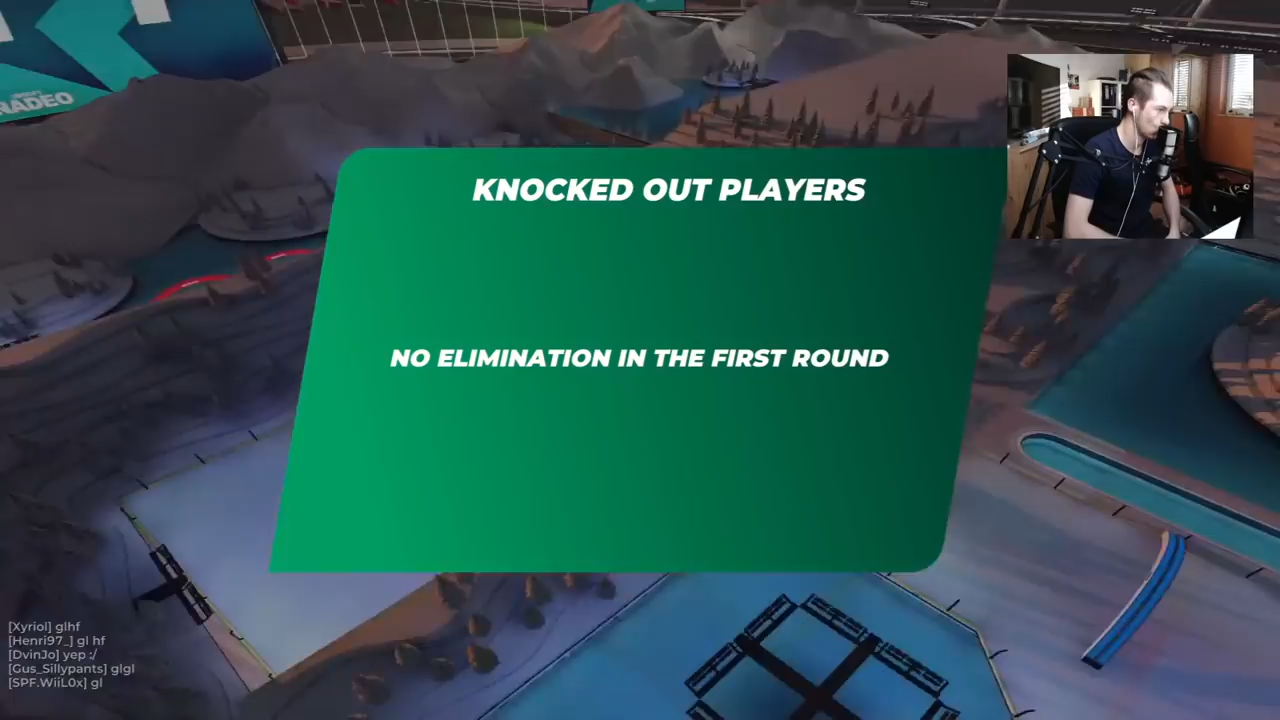 RADEO
KNOCKED OUT PLAYERS
NO ELIMINATION IN THE FIRST ROUND
[Xyriol] glhf
[Henri97_] gl hf
[DvinJo] yep :/
[Gus_Sillypants] glgl
[SPF.WiiL0x] gl